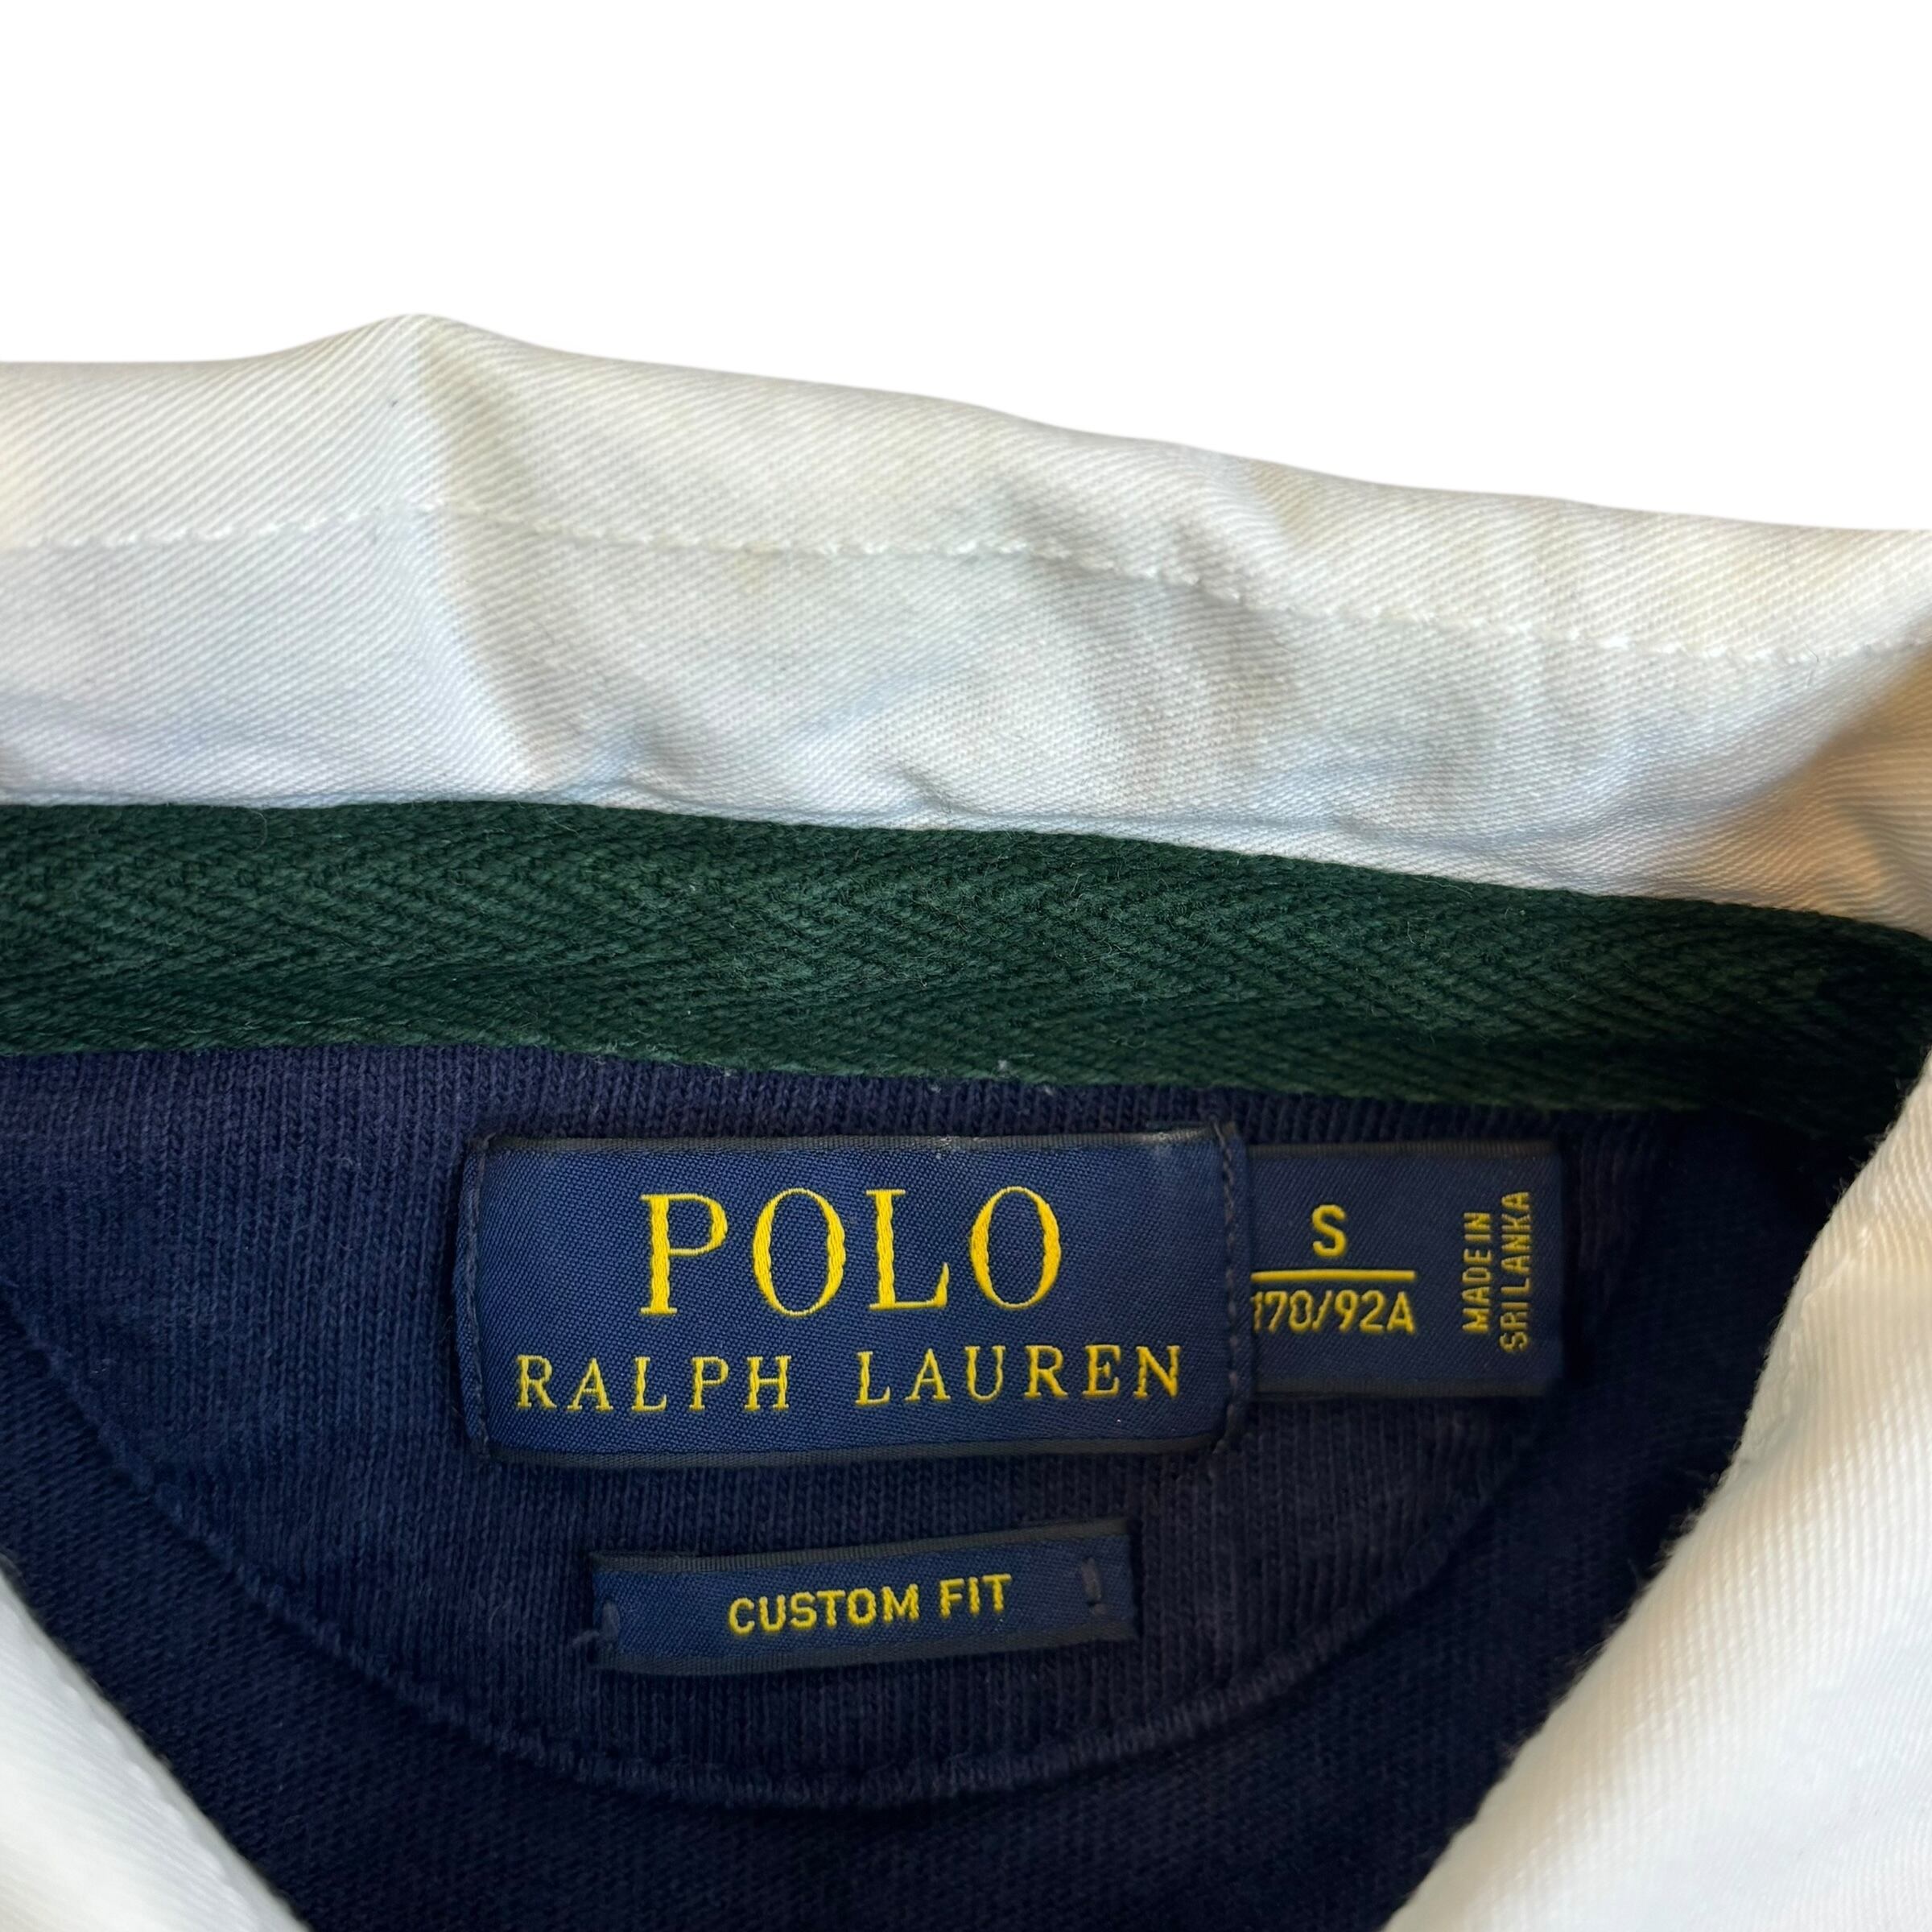 POLO
RALPH LAUREN
S
170/92A
MADE IN
SRI LANKA
CUSTOM FIT